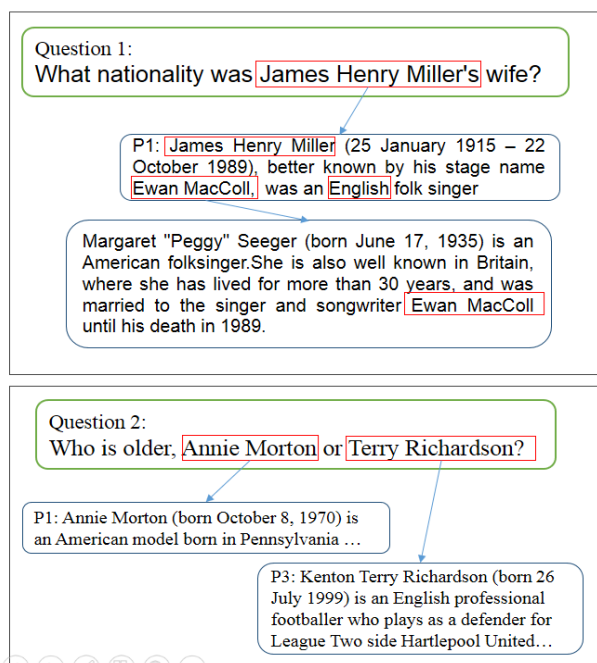 Question 1:
What nationality was James Henry Miller's wife?
P1: James Henry Miller (25 January 1915 – 22
October 1989), better known by his stage name
Ewan MacColl, was an English folk singer
Margaret "Peggy" Seeger (born June 17, 1935) is an
American folksinger.She is also well known in Britain,
where she has lived for more than 30 years, and was
married to the singer and songwriter Ewan MacColl
until his death in 1989.
Question 2:
Who is older, Annie Morton or Terry Richardson?
P1: Annie Morton (born October 8, 1970) is
an American model born in Pennsylvania …
P3: Kenton Terry Richardson (born 26
July 1999) is an English professional
footballer who plays as a defender for
League Two side Hartlepool United…